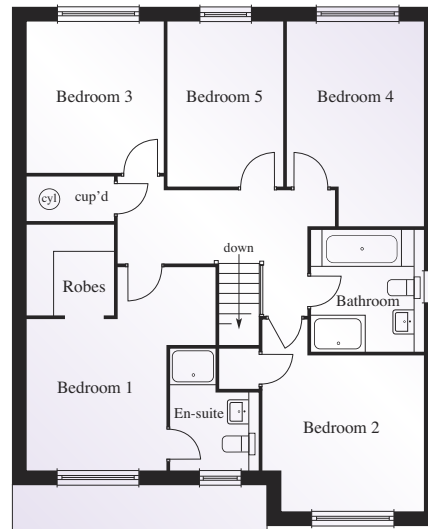 Bedroom 3
Bedroom 5
Bedroom 4
cyl
cup'd
down
Robes
Bathroom
Bedroom 1
En-suite
Bedroom 2